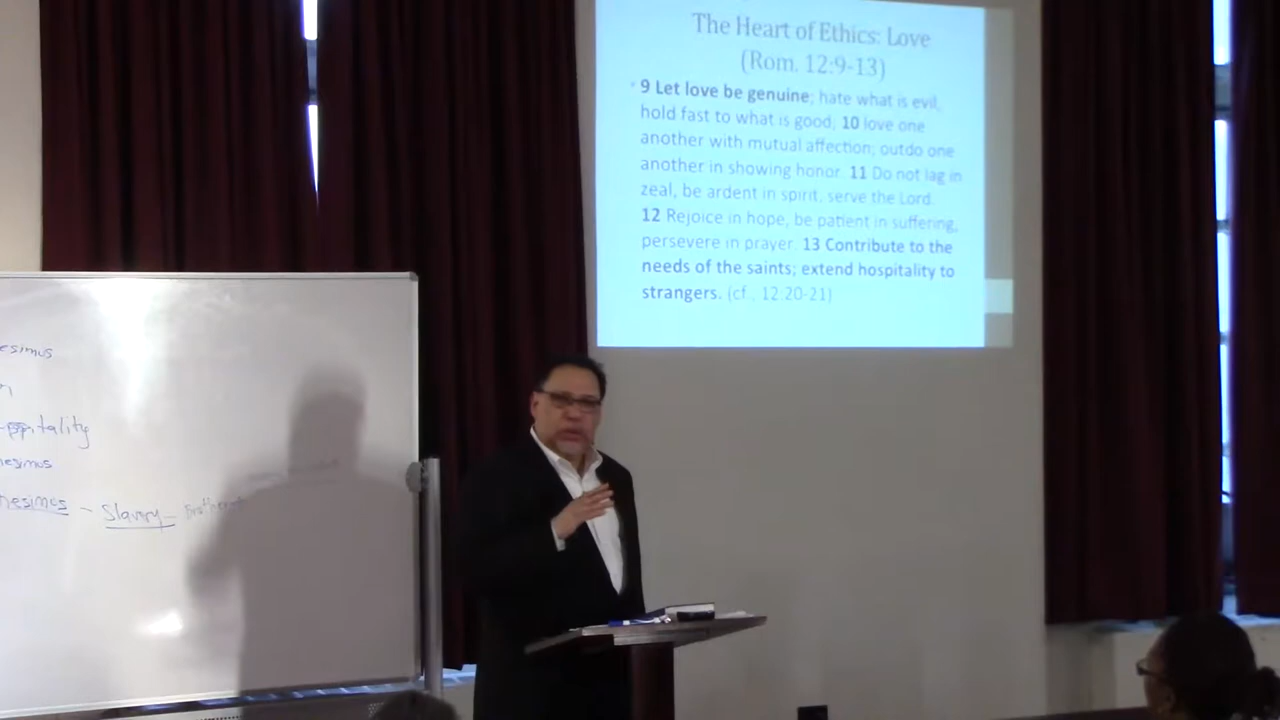 The Heart of Ethics: Love
(Rom. 12:9-13)
9 Let love be genuine; hate what is evil,
hold fast to what is good; 10 love one
another with mutual affection; outdo one
another in showing honor. 11 Do not lag in
zeal, be ardent in spirit, serve the Lord.
12 Rejoice in hope, be patient in suffering,
persevere in prayer. 13 Contribute to the
needs of the saints; extend hospitality to
strangers. (cf., 12.20-21)
esimus
nesimus
nesimus - Slavery -